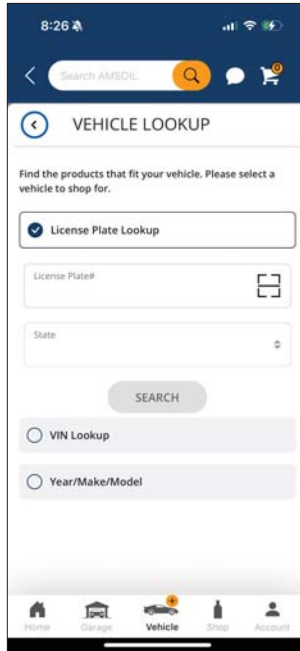 8:26
Search AMSOIL
0
VEHICLE LOOKUP
Find the products that fit your vehicle. Please select a
vehicle to shop for.
License Plate Lookup
License Plate#
State
SEARCH
VIN Lookup
Year/Make/Model
Home Garage Vehicle Shop Account